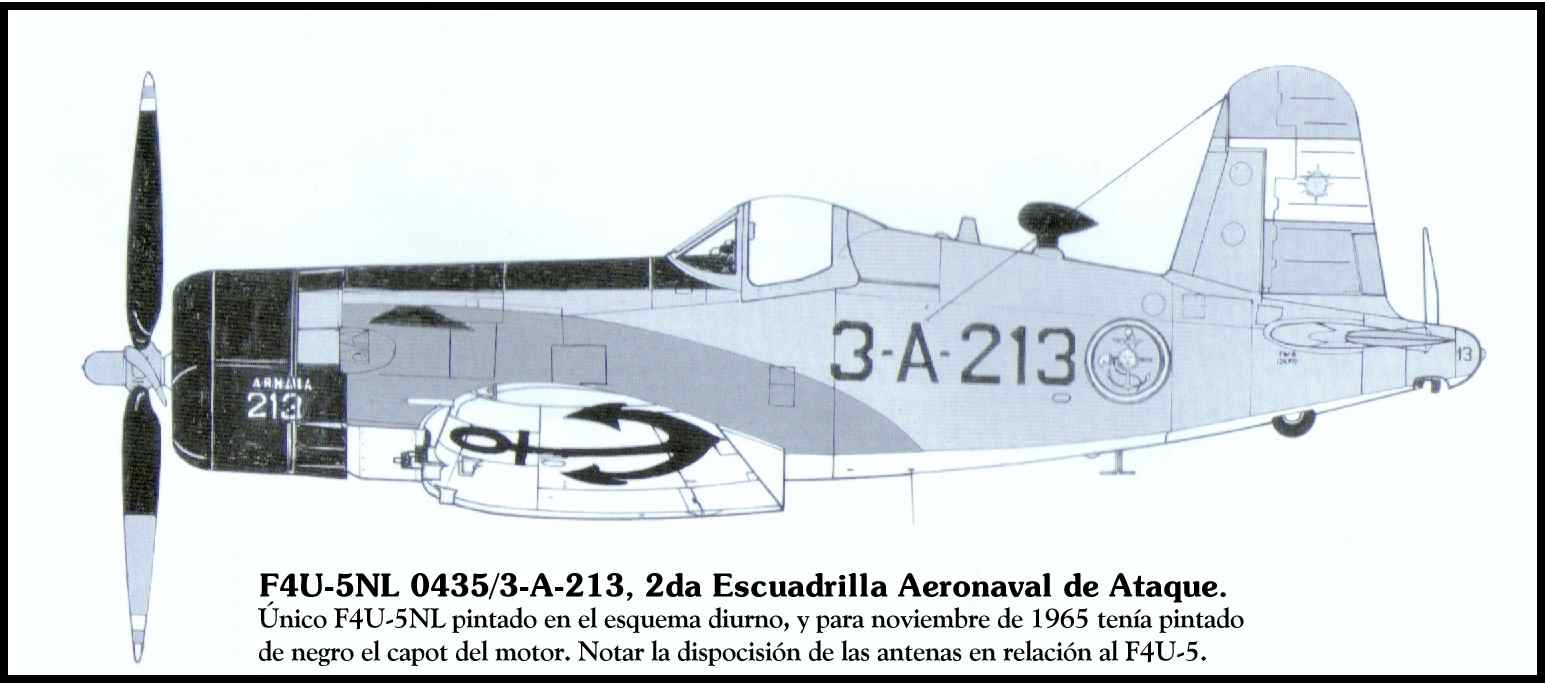 3-A-213
ARMADA
213
13
F4U-5NL 0435/3-A-213, 2da Escuadrilla Aeronaval de Ataque.
Único F4U-5NL pintado en el esquema diurno, y para noviembre de 1965 tenía pintado
de negro el capot del motor. Notar la dispocisión de las antenas en relación al F4U-5.